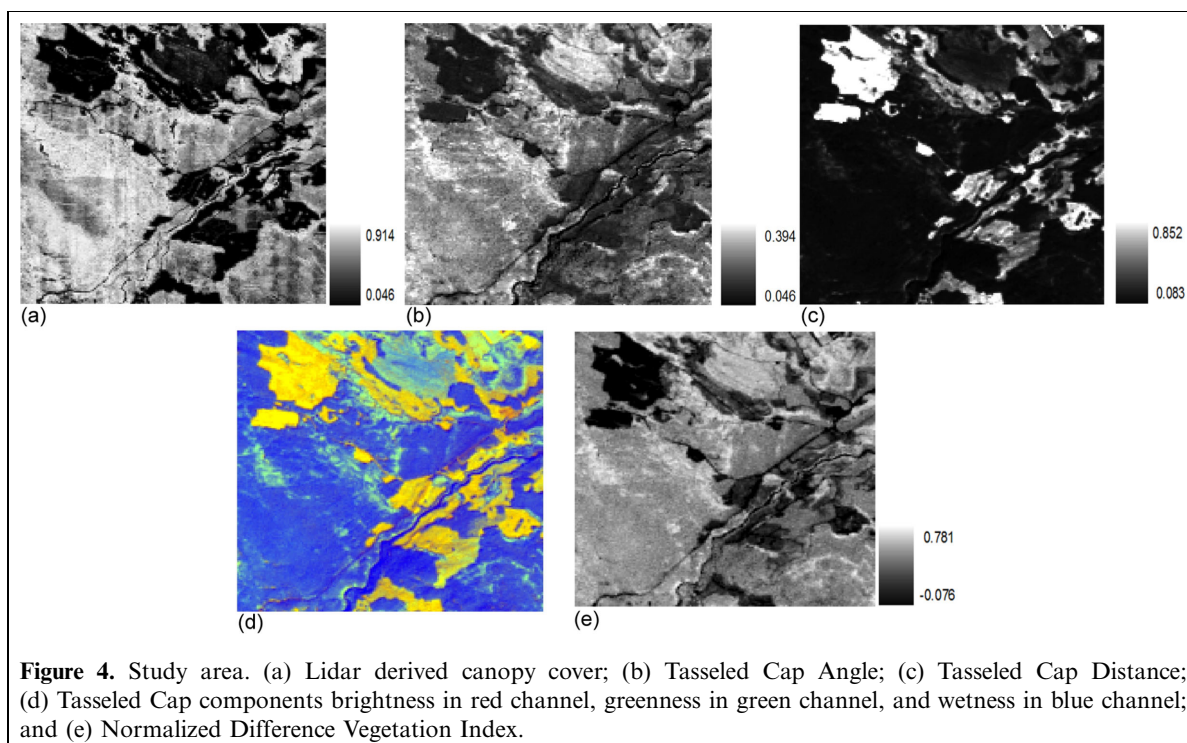 0.914
0.046
(a)
0.394
0.046
(b)
0.852
0.083
(c)
(d)
0.781
-0.076
(e)
Figure 4. Study area. (a) Lidar derived canopy cover; (b) Tasseled Cap Angle; (c) Tasseled Cap Distance;
(d) Tasseled Cap components brightness in red channel, greenness in green channel, and wetness in blue channel;
and (e) Normalized Difference Vegetation Index.